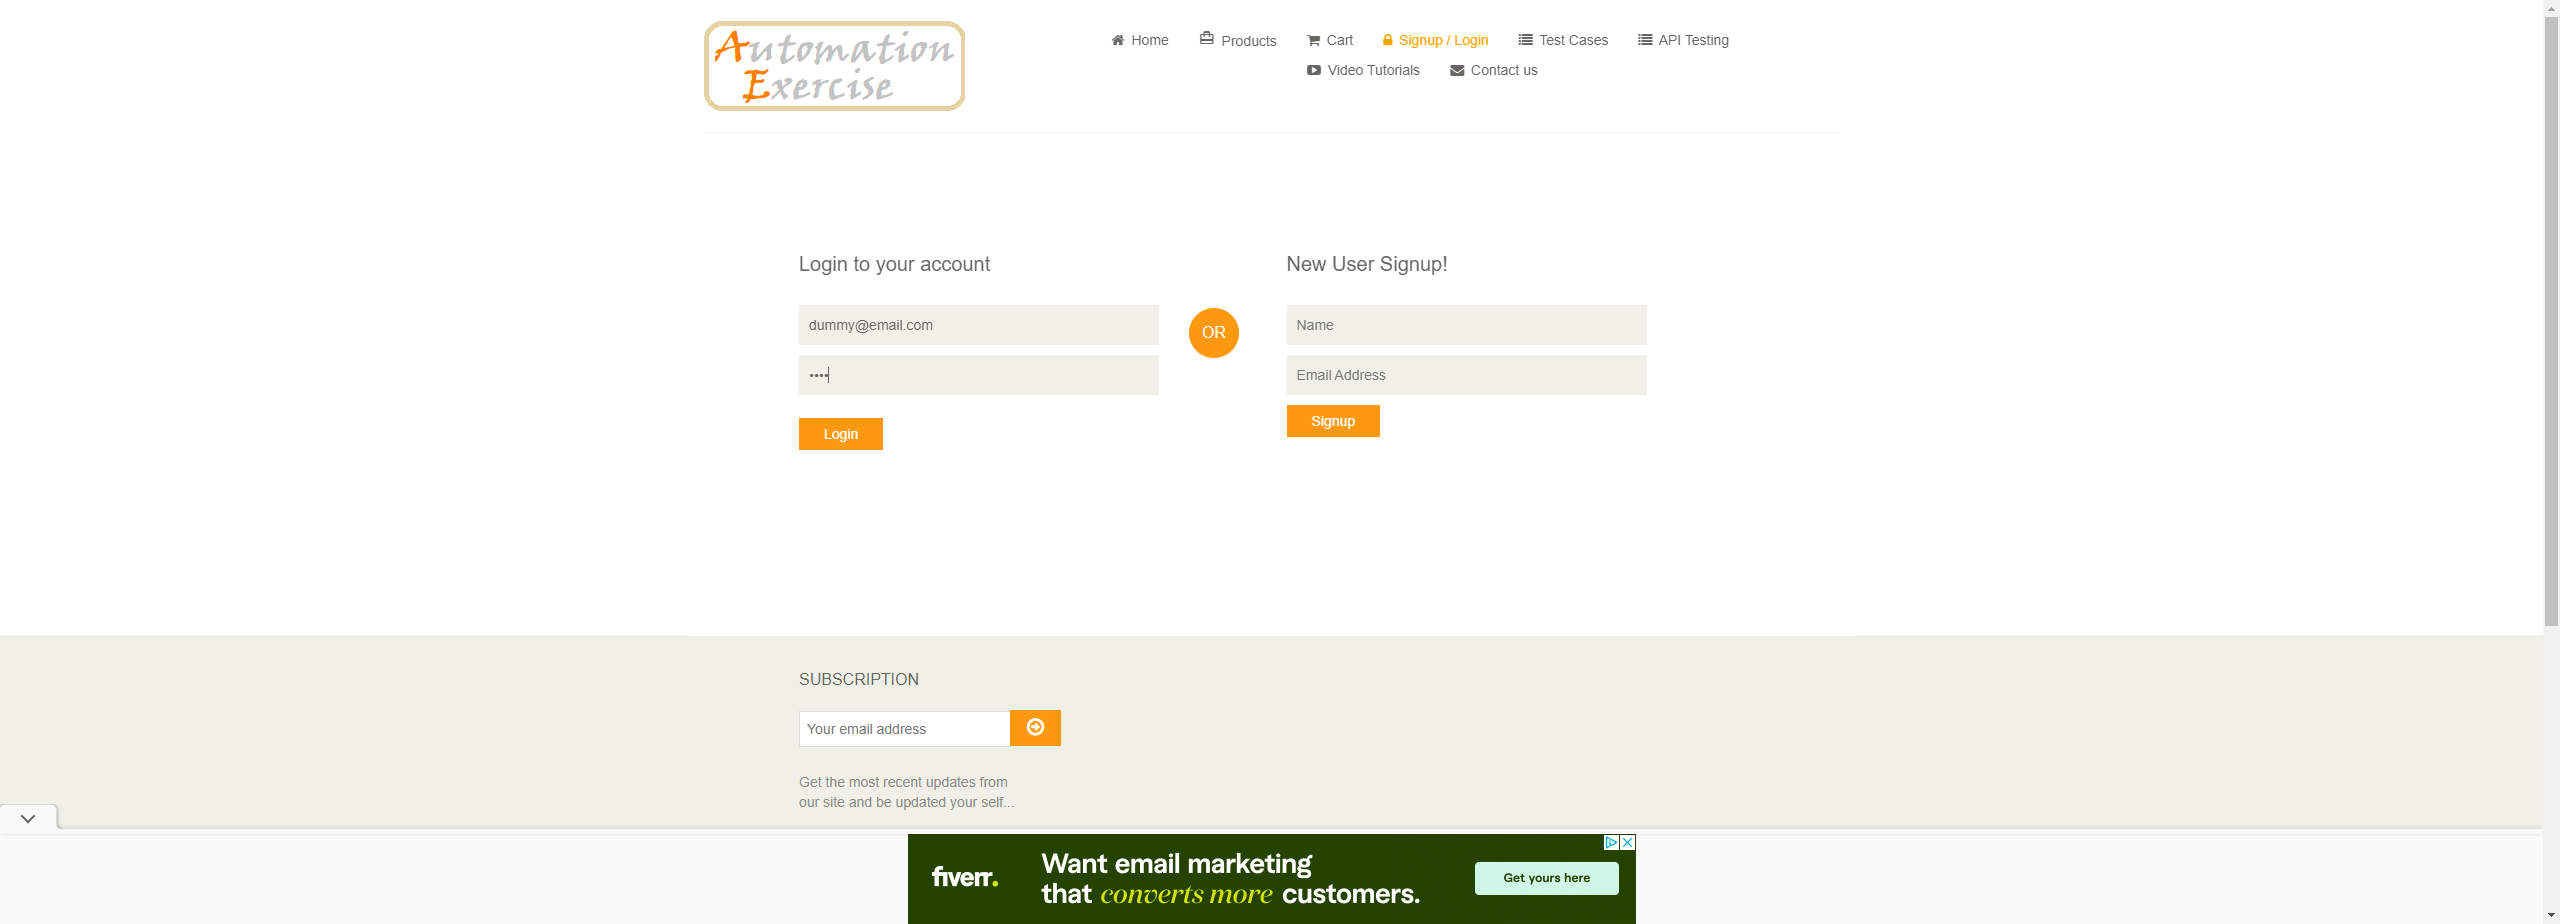 Automation
Exercise
Home
Products
Cart
Signup / Login
Test Cases
API Testing
Video Tutorials
Contact us
Login to your account
dummy@email.com
••••
Login
OR
New User Signup!
Name
Email Address
Signup
SUBSCRIPTION
Your email address
Get the most recent updates from
our site and be updated your self...
fiverr.
Want email marketing
that converts more customers.
Get yours here